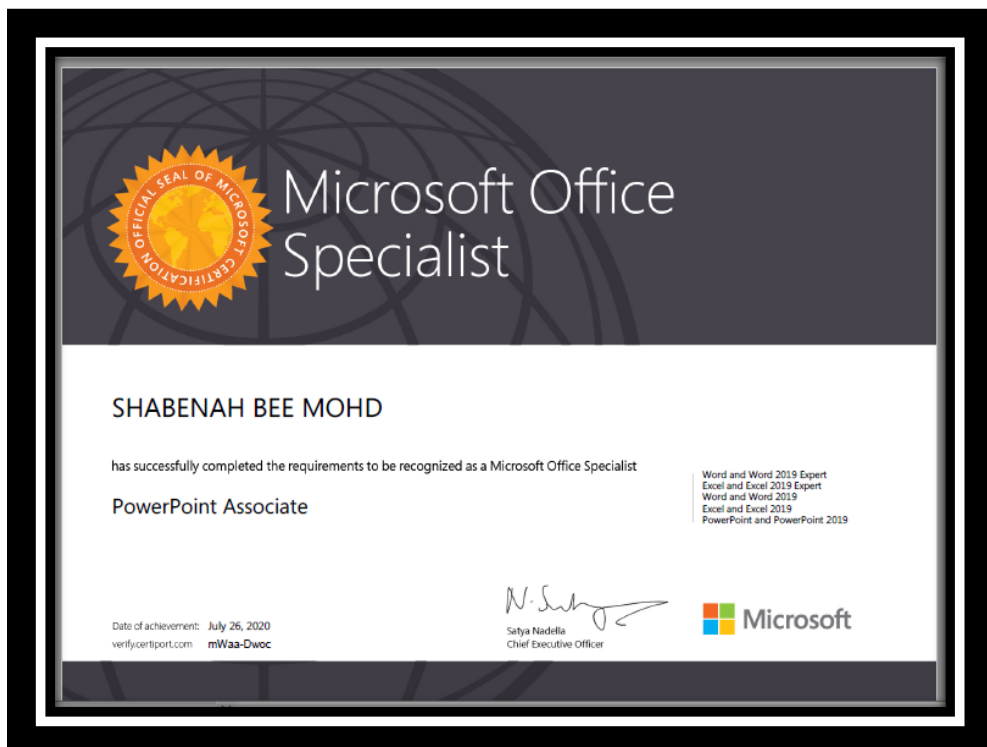 OFFICIAL SEAL OF MICROSOFT CERTIFICATION
Microsoft Office
Specialist
SHABENAH BEE MOHD
has successfully completed the requirements to be recognized as a Microsoft Office Specialist
PowerPoint Associate
Word and Word 2019 Expert
Excel and Excel 2019 Expert
Word and Word 2019
Excel and Excel 2019
PowerPoint and PowerPoint 2019
Satya Nadella
Chief Executive Officer
Microsoft
Date of achievement: July 26, 2020
verify.certiport.com mWaa-Dwoc